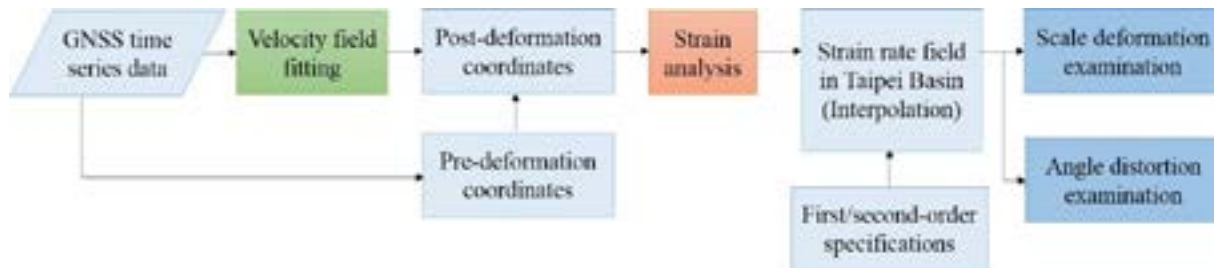 GNSS time
series data
Velocity field
fitting
Post-deformation
coordinates
Strain
analysis
Strain rate field
in Taipei Basin
(Interpolation)
Scale deformation
examination
Pre-deformation
coordinates
Angle distortion
examination
First/second-order
specifications